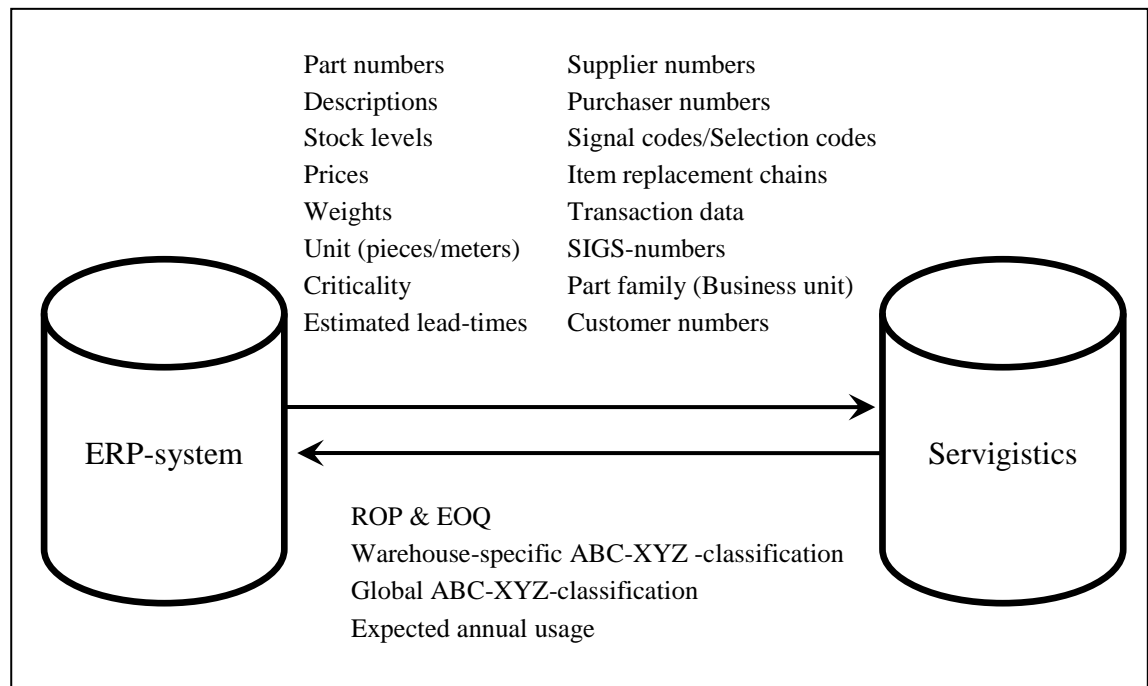 Part numbers
Descriptions
Stock levels
Prices
Weights
Unit (pieces/meters)
Criticality
Estimated lead-times
Supplier numbers
Purchaser numbers
Signal codes/Selection codes
Item replacement chains
Transaction data
SIGS-numbers
Part family (Business unit)
Customer numbers
ERP-system
Servigistics
ROP & EOQ
Warehouse-specific ABC-XYZ -classification
Global ABC-XYZ-classification
Expected annual usage